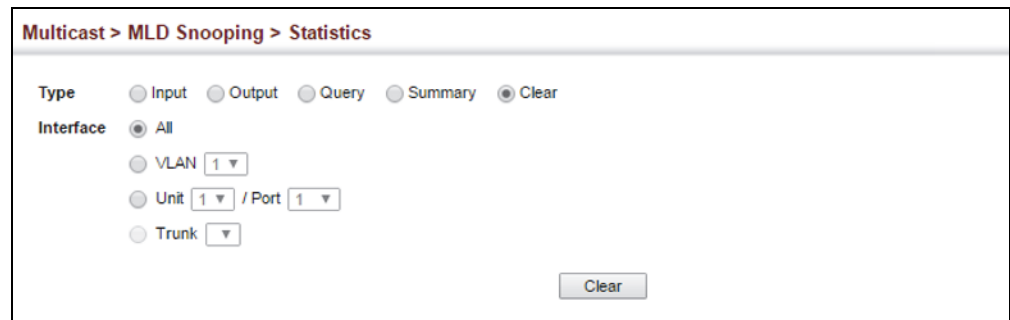 Multicast > MLD Snooping > Statistics
Type Input Output Query Summary Clear
Interface All
VLAN 1
Unit 1 / Port 1
Trunk
Clear